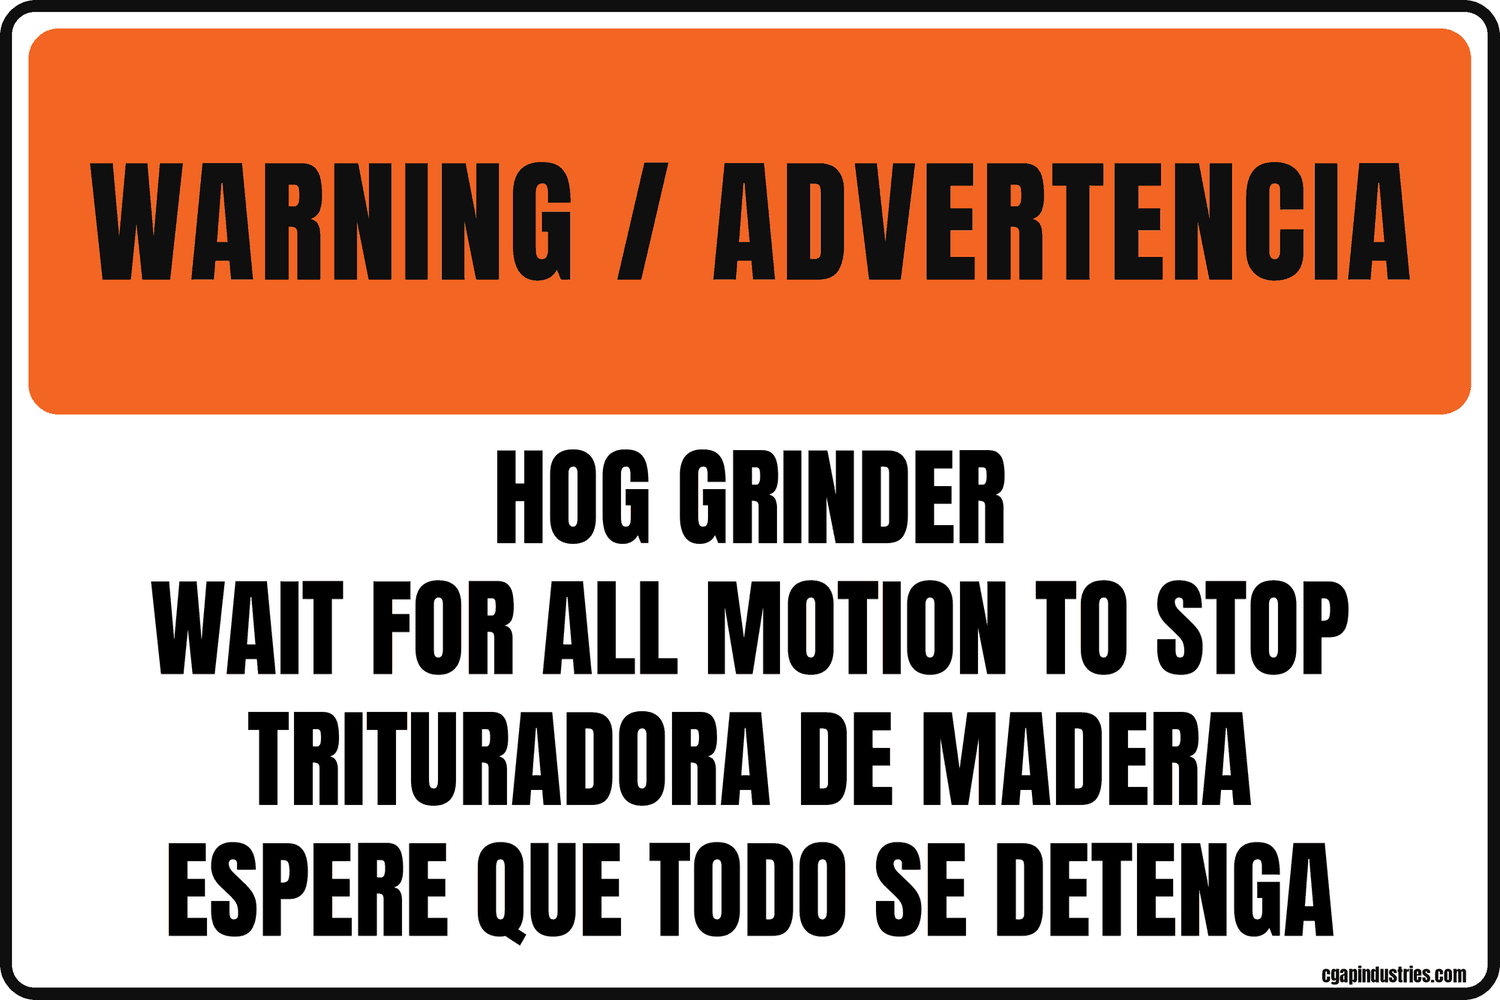 WARNING / ADVERTENCIA
HOG GRINDER
WAIT FOR ALL MOTION TO STOP
TRITURADORA DE MADERA
ESPERE QUE TODO SE DETENGA
cgapindustries.com